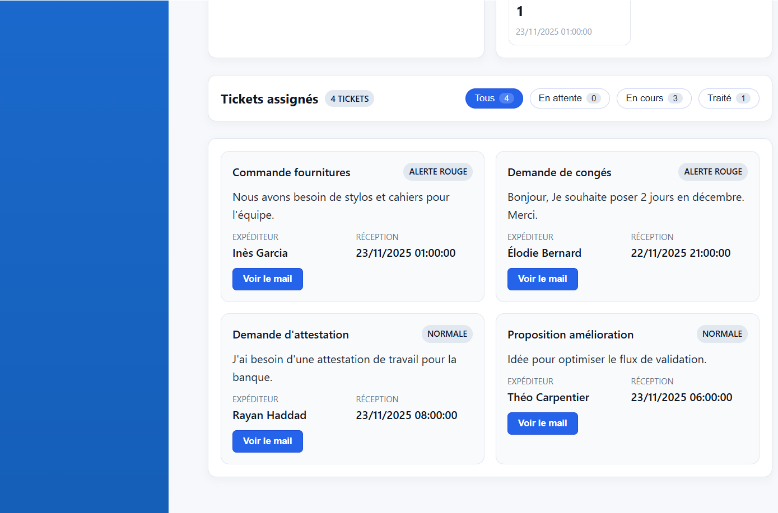 1
23/11/2025 01:00:00
Tickets assignés 4 TICKETS Tous 4 En attente 0 En cours 3 Traité 1
Commande fournitures ALERTE ROUGE
Nous avons besoin de stylos et cahiers pour
l'équipe.
EXPÉDITEUR RÉCEPTION
Inès Garcia 23/11/2025 01:00:00
Voir le mail
Demande de congés ALERTE ROUGE
Bonjour, Je souhaite poser 2 jours en décembre.
Merci.
EXPÉDITEUR RÉCEPTION
Élodie Bernard 22/11/2025 21:00:00
Voir le mail
Demande d'attestation NORMALE
J'ai besoin d'une attestation de travail pour la
banque.
EXPÉDITEUR RÉCEPTION
Rayan Haddad 23/11/2025 08:00:00
Voir le mail
Proposition amélioration NORMALE
Idée pour optimiser le flux de validation.
EXPÉDITEUR RÉCEPTION
Théo Carpentier 23/11/2025 06:00:00
Voir le mail